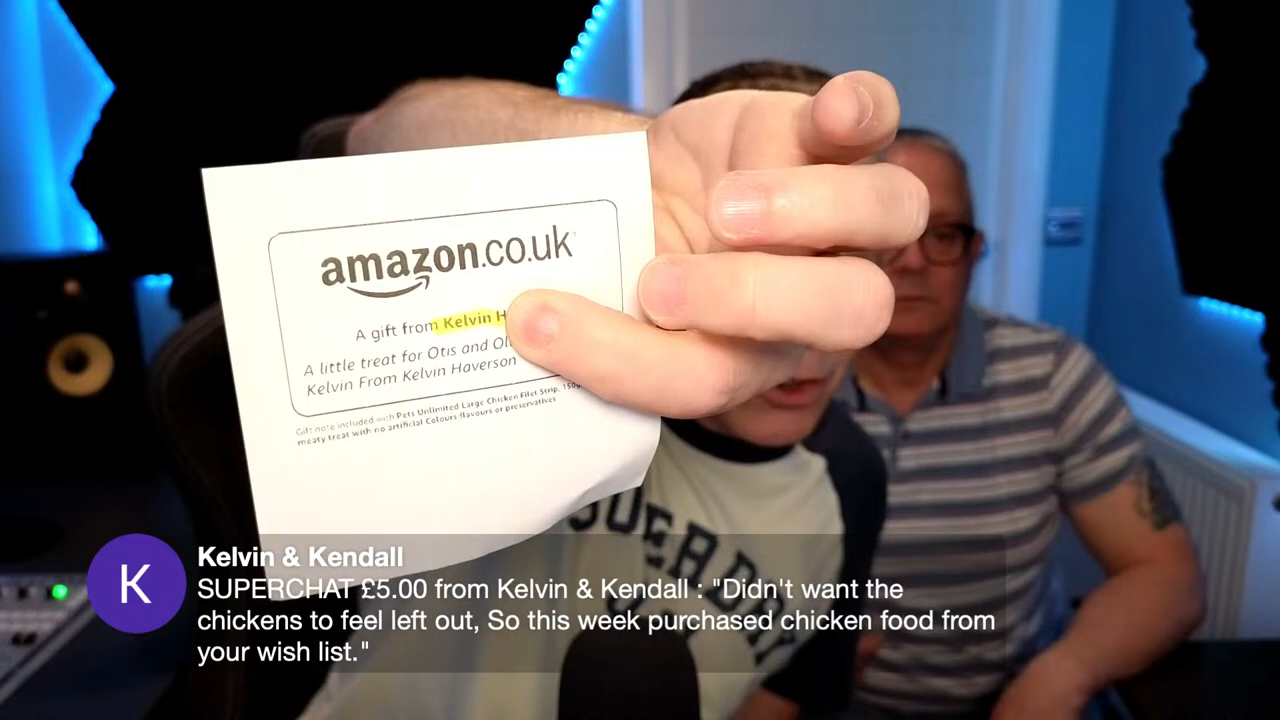 amazon.co.uk
A gift from Kelvin H
A little treat for Otis and
Kelvin From Kelvin Haverson
Gift note included with Pets Unlimited Large Chicken Filet Strip, 150g
meaty treat with no artificial Colours flavours or preservatives
K
Kelvin & Kendall
SUPERCHAT £5.00 from Kelvin & Kendall : "Didn't want the
chickens to feel left out, So this week purchased chicken food from
your wish list."